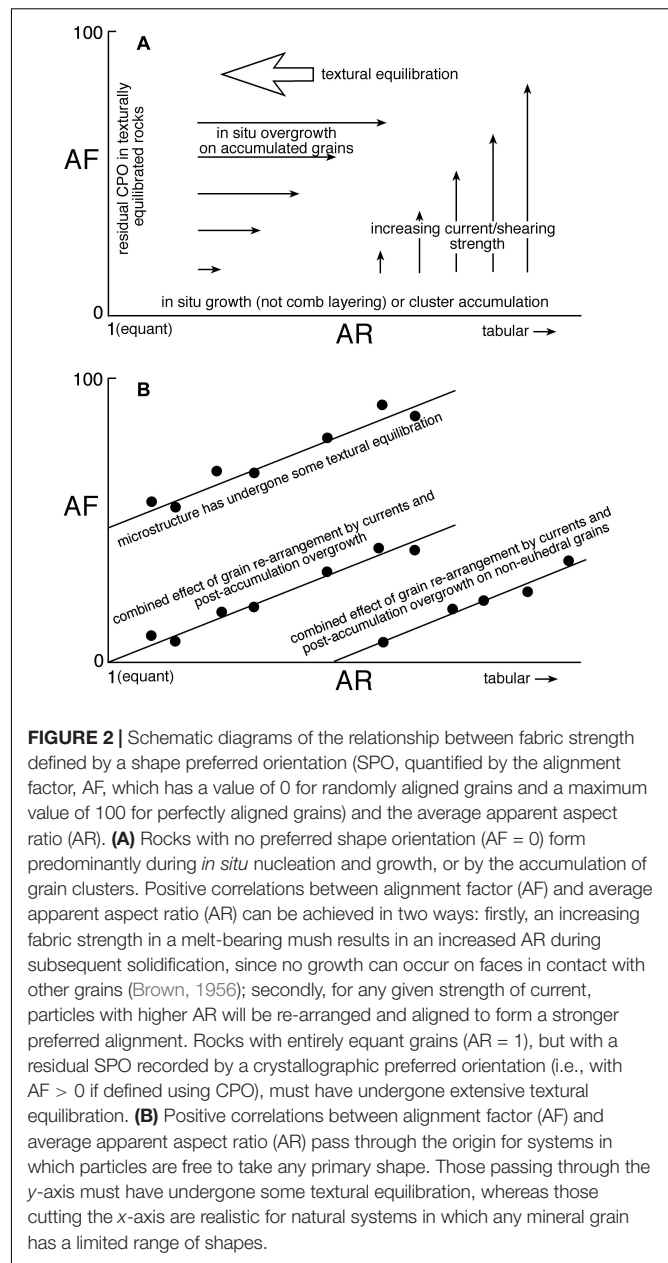 100
A
textural equilibration
residual CPO in texturally
equilibrated rocks
AF
in situ overgrowth
on accumulated grains
increasing current/shearing
strength
in situ growth (not comb layering) or cluster accumulation
0
1(equant)
AR
tabular
100
B
AF
microstructure has undergone some textural equilibration
combined effect of grain re-arrangement by currents and
post-accumulation overgrowth
combined effect of grain re-arrangement by currents and
post-accumulation overgrowth on non-euhedral grains
0
1(equant)
AR
tabular
FIGURE 2 | Schematic diagrams of the relationship between fabric strength
defined by a shape preferred orientation (SPO, quantified by the alignment
factor, AF, which has a value of 0 for randomly aligned grains and a maximum
value of 100 for perfectly aligned grains) and the average apparent aspect
ratio (AR). (A) Rocks with no preferred shape orientation (AF = 0) form
predominantly during in situ nucleation and growth, or by the accumulation of
grain clusters. Positive correlations between alignment factor (AF) and average
apparent aspect ratio (AR) can be achieved in two ways: firstly, an increasing
fabric strength in a melt-bearing mush results in an increased AR during
subsequent solidification, since no growth can occur on faces in contact with
other grains (Brown, 1956); secondly, for any given strength of current,
particles with higher AR will be re-arranged and aligned to form a stronger
preferred alignment. Rocks with entirely equant grains (AR = 1), but with a
residual SPO recorded by a crystallographic preferred orientation (i.e., with
AF > 0 if defined using CPO), must have undergone extensive textural
equilibration. (B) Positive correlations between alignment factor (AF) and
average apparent aspect ratio (AR) pass through the origin for systems in
which particles are free to take any primary shape. Those passing through the
y-axis must have undergone some textural equilibration, whereas those
cutting the x-axis are realistic for natural systems in which any mineral grain
has a limited range of shapes.